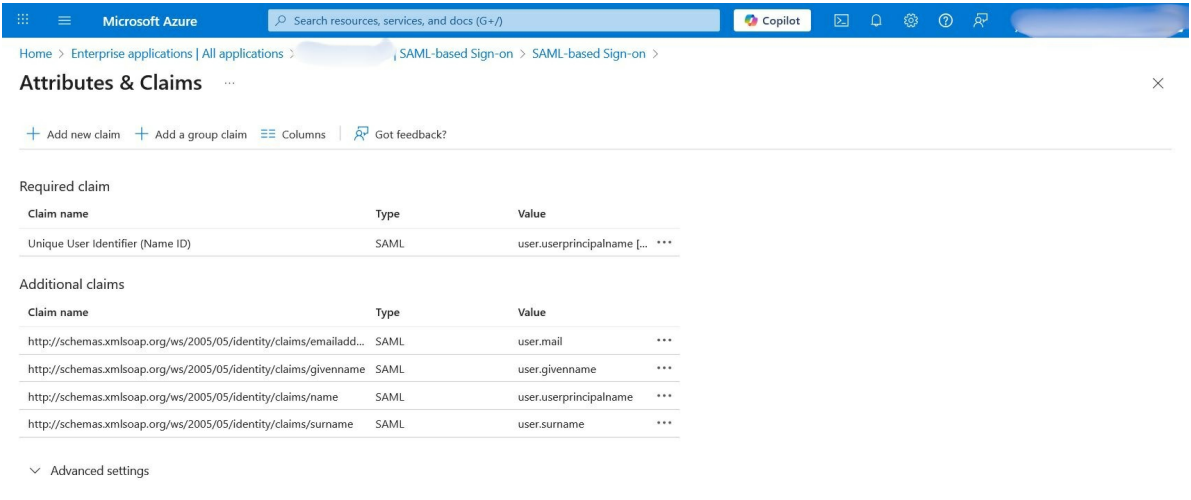 Microsoft Azure Search resources, services, and docs (G+/) Copilot
Home > Enterprise applications | All applications > | SAML-based Sign-on > SAML-based Sign-on >
Attributes & Claims ...
Add new claim Add a group claim Columns Got feedback?
Required claim
Claim name Type Value
Unique User Identifier (Name ID) SAML user.userprincipalname [... 
Additional claims
Claim name Type Value
http://schemas.xmlsoap.org/ws/2005/05/identity/claims/emailadd... SAML user.mail
http://schemas.xmlsoap.org/ws/2005/05/identity/claims/givenname SAML user.givenname
http://schemas.xmlsoap.org/ws/2005/05/identity/claims/name SAML user.userprincipalname
http://schemas.xmlsoap.org/ws/2005/05/identity/claims/surname SAML user.surname
Advanced settings